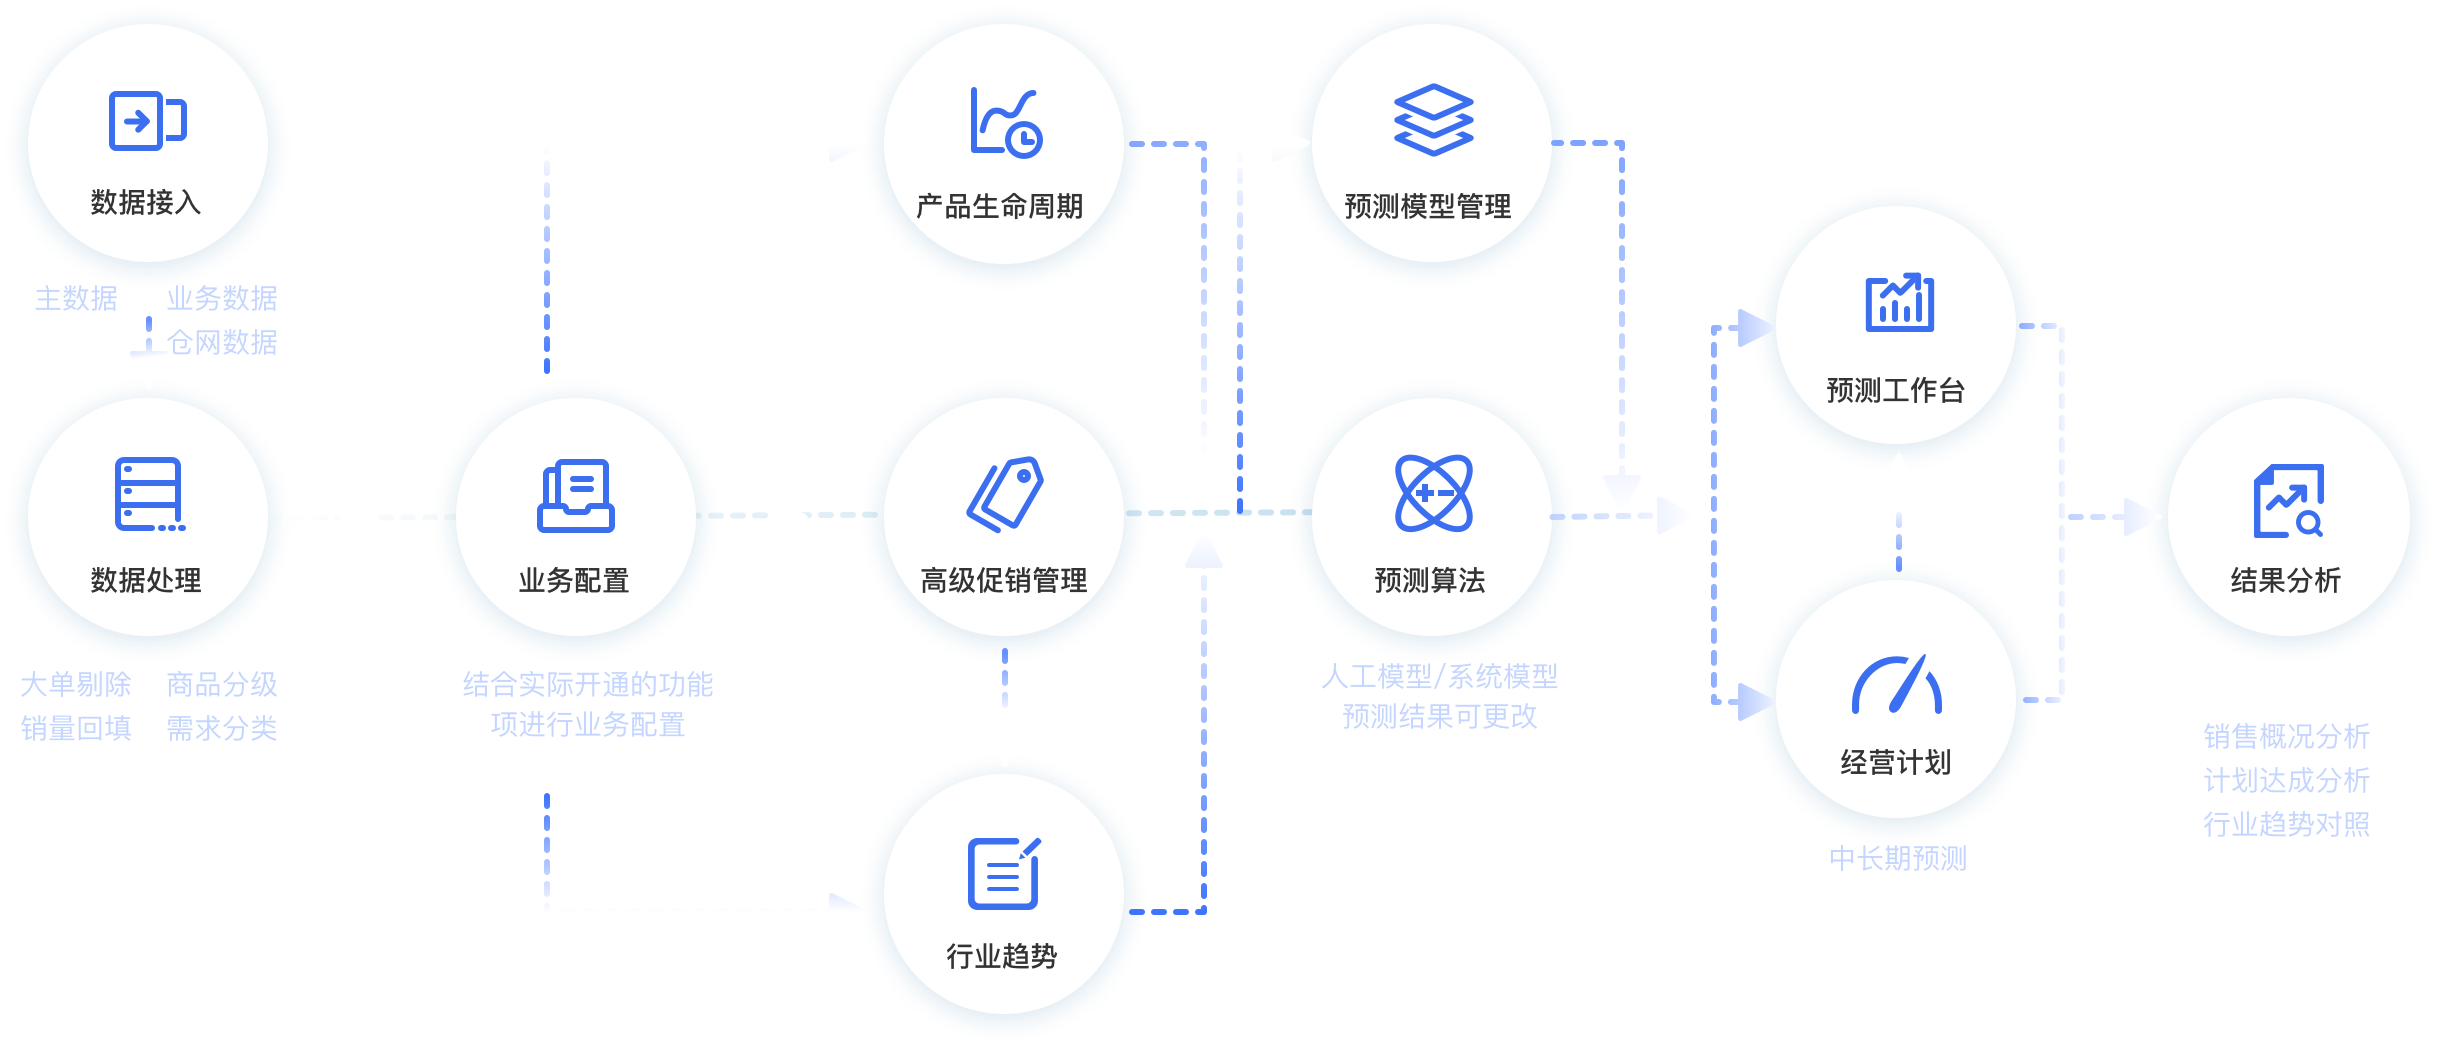 数据接入
主数据
业务数据
仓网数据
数据处理
大单剔除
商品分级
销量回填
需求分类
业务配置
结合实际开通的功能
项进行业务配置
产品生命周期
高级促销管理
行业趋势
预测模型管理
预测算法
人工模型/系统模型
预测结果可更改
预测工作台
经营计划
中长期预测
结果分析
销售概况分析
计划达成分析
行业趋势对照